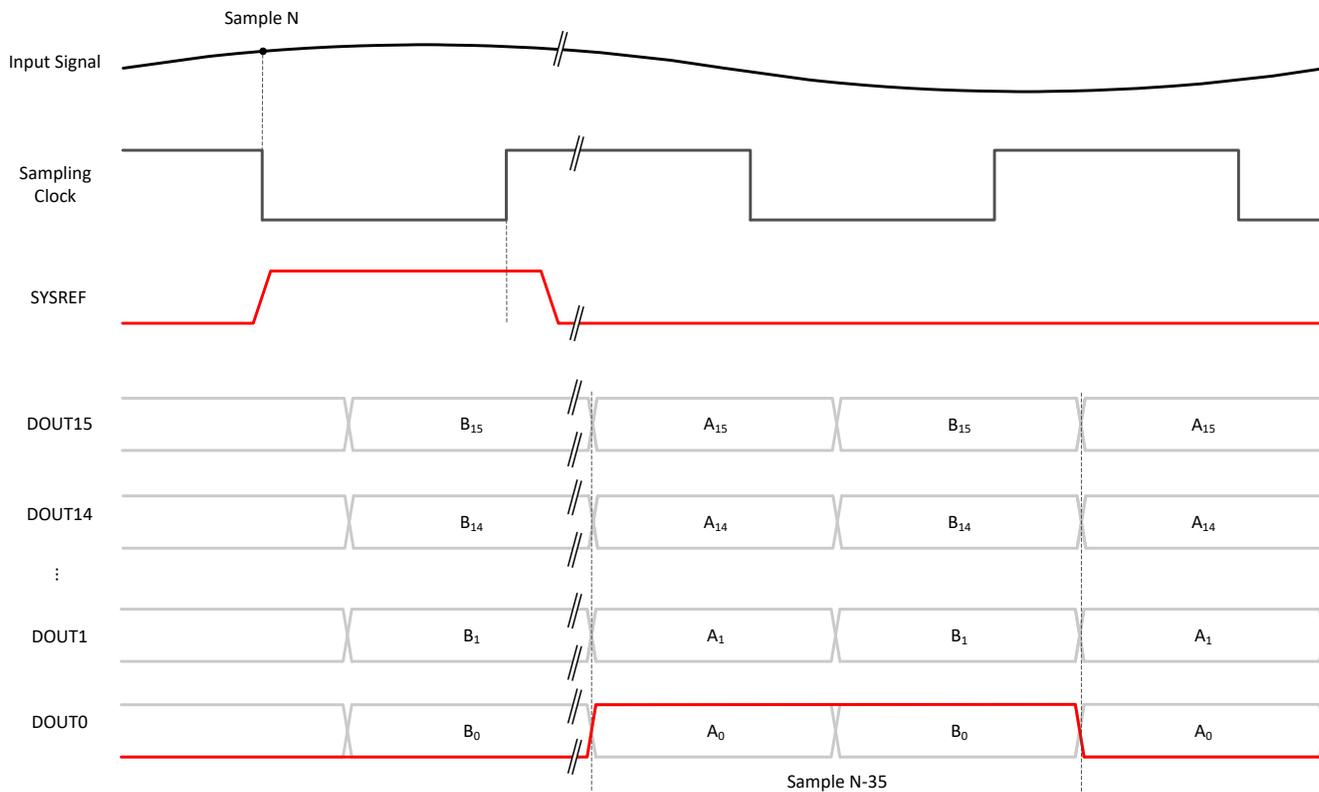 Sample N
Input Signal
Sampling
Clock
SYSREF
DOUT15
B₁₅
A₁₅
B₁₅
A₁₅
DOUT14
B₁₄
A₁₄
B₁₄
A₁₄
⋮
DOUT1
B₁
A₁
B₁
A₁
DOUT0
B₀
A₀
B₀
A₀
Sample N-35